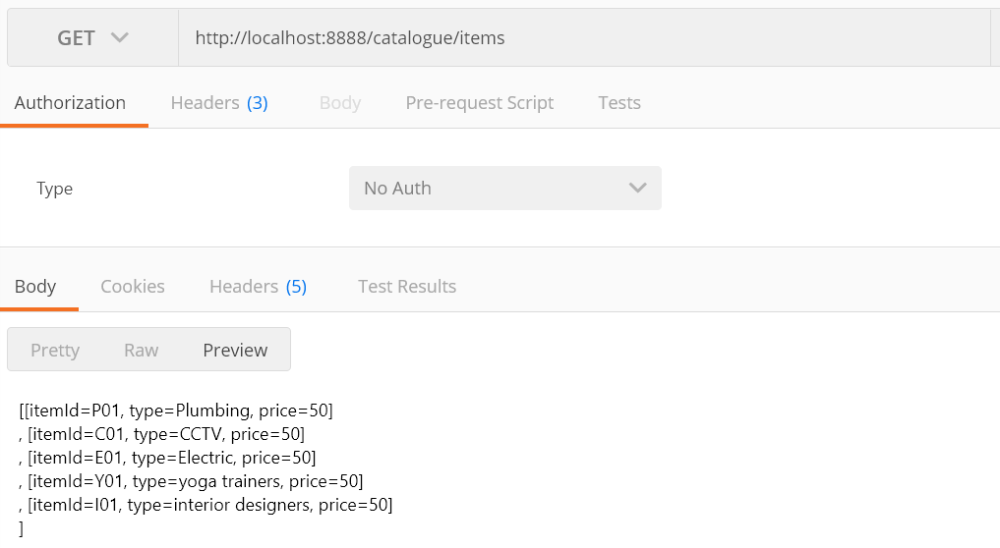 GET http://localhost:8888/catalogue/items
Authorization Headers (3) Body Pre-request Script Tests
Type No Auth
Body Cookies Headers (5) Test Results
Pretty Raw Preview
[[itemId=P01, type=Plumbing, price=50]
, [itemId=C01, type=CCTV, price=50]
, [itemId=E01, type=Electric, price=50]
, [itemId=Y01, type=yoga trainers, price=50]
, [itemId=I01, type=interior designers, price=50]
]